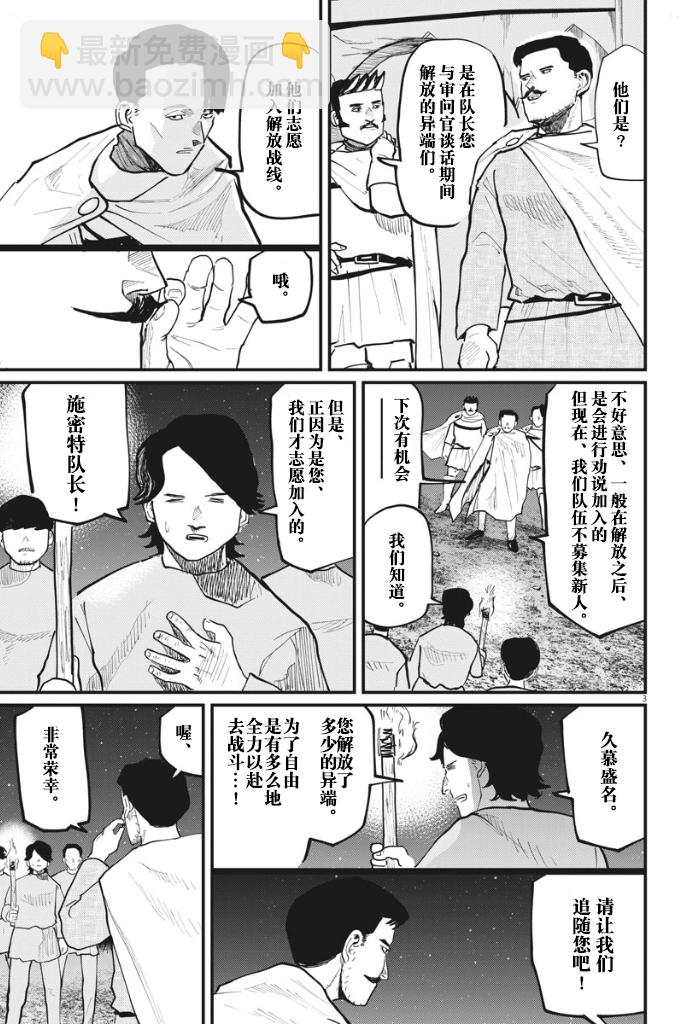 最新免费漫画
www.baozimh.com
他们是？
是在队长您
与审问官谈话期间
解放的异端们。
他们志愿
加入解放战线。
哦。
不好意思、一般在解放之后、
是会进行劝说加入的
但现在、我们队伍不募集新人。
下次有机会
——
我们知道。
但是、
正因为是您、
我们才志愿加入的。
施密特队长！
3
久慕盛名。
您解放了
多少的异端。
为了自由
是有多么地
全力以赴
去战斗…！
请让我们
追随您吧！
喔、
非常荣幸。